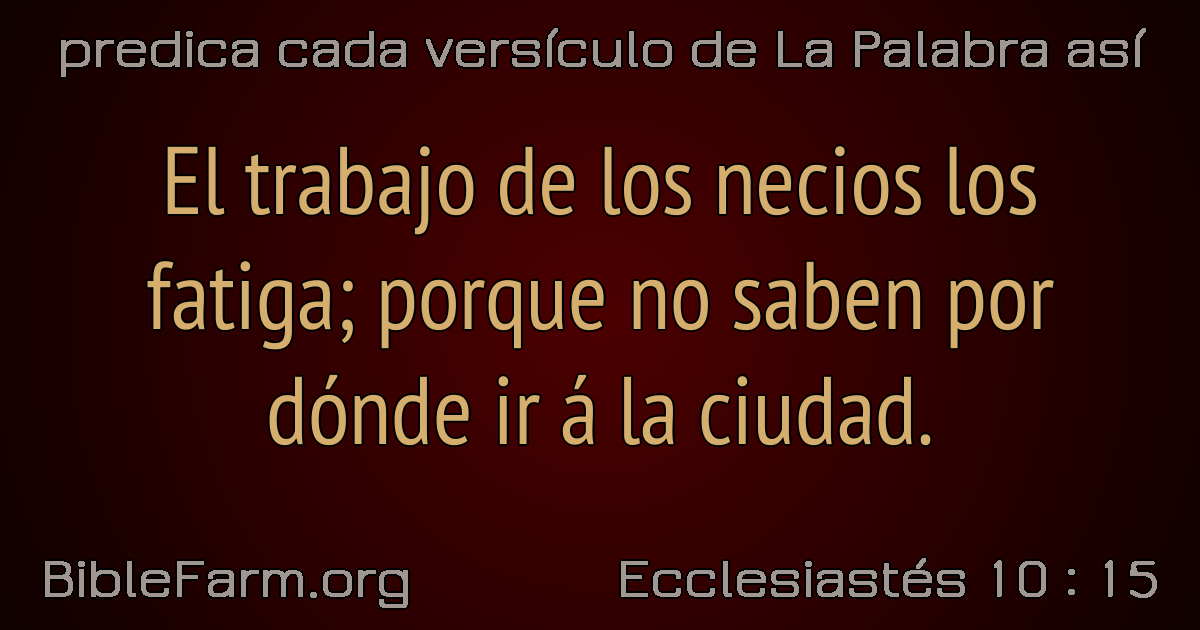 predica cada versículo de La Palabra así
El trabajo de los necios los
fatiga; porque no saben por
dónde ir á la ciudad.
BibleFarm.org
Ecclesiastés 10 : 15